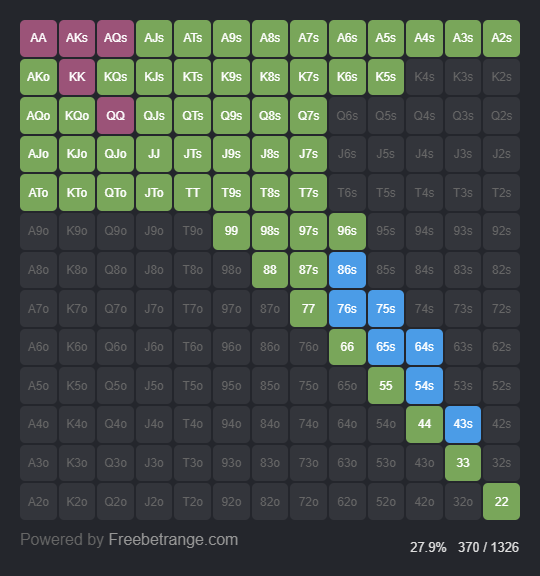 AA AKs AQs AJs ATs A9s A8s A7s A6s A5s A4s A3s A2s
AKo KK KQs KJs KTs K9s K8s K7s K6s K5s K4s K3s K2s
AQo KQo QQ QJs QTs Q9s Q8s Q7s Q6s Q5s Q4s Q3s Q2s
AJo KJo QJo JJ JTs J9s J8s J7s J6s J5s J4s J3s J2s
ATo KTo QTo JTo TT T9s T8s T7s T6s T5s T4s T3s T2s
A9o K9o Q9o J9o T9o 99 98s 97s 96s 95s 94s 93s 92s
A8o K8o Q8o J8o T8o 98o 88 87s 86s 85s 84s 83s 82s
A7o K7o Q7o J7o T7o 97o 87o 77 76s 75s 74s 73s 72s
A6o K6o Q6o J6o T6o 96o 86o 76o 66 65s 64s 63s 62s
A5o K5o Q5o J5o T5o 95o 85o 75o 65o 55 54s 53s 52s
A4o K4o Q4o J4o T4o 94o 84o 74o 64o 54o 44 43s 42s
A3o K3o Q3o J3o T3o 93o 83o 73o 63o 53o 43o 33 32s
A2o K2o Q2o J2o T2o 92o 82o 72o 62o 52o 42o 32o 22
Powered by Freebetrange.com
27.9% 370 / 1326